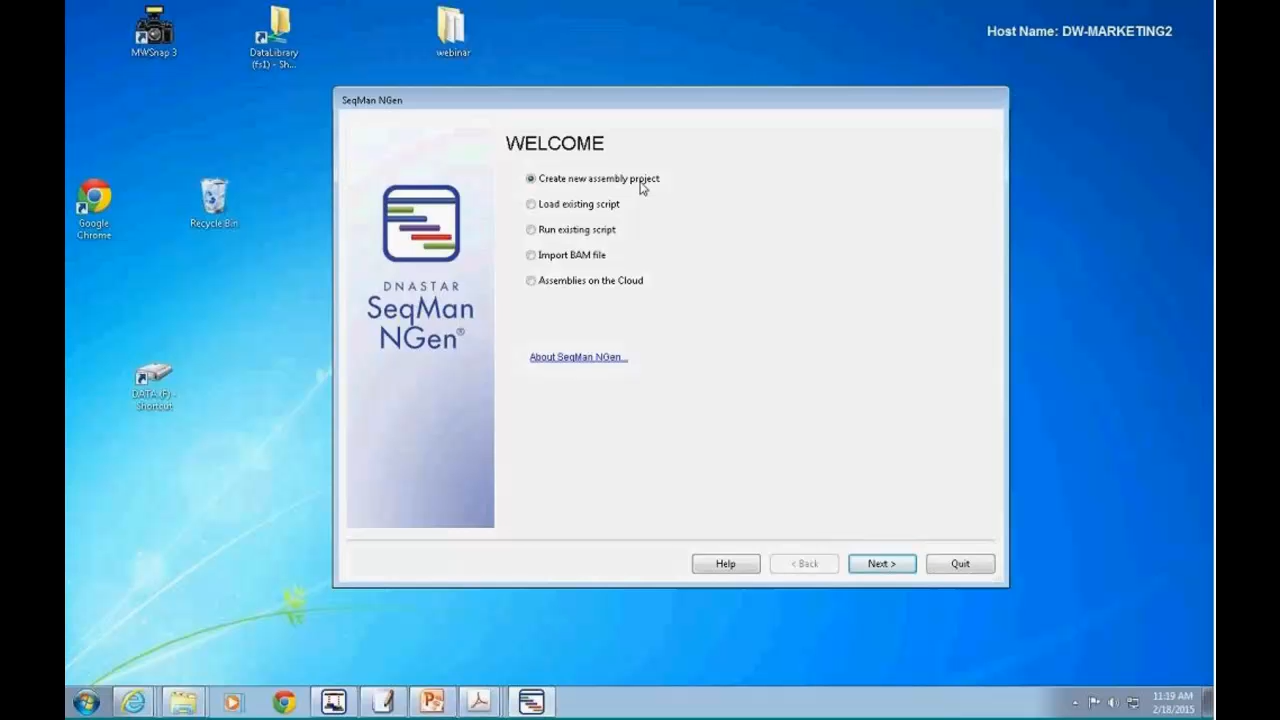 MWSnap 3
DataLibrary
(fs1) - Sh...
webinar
Host Name: DW-MARKETING2
SeqMan NGen
WELCOME
Create new assembly project
Load existing script
Run existing script
Import BAM file
Assemblies on the Cloud
DNASTAR
SeqMan
NGen®
About SeqMan NGen...
Google
Chrome
Recycle Bin
DATA (F) -
Shortcut
Help
< Back
Next >
Quit
11:19 AM
2/18/2015